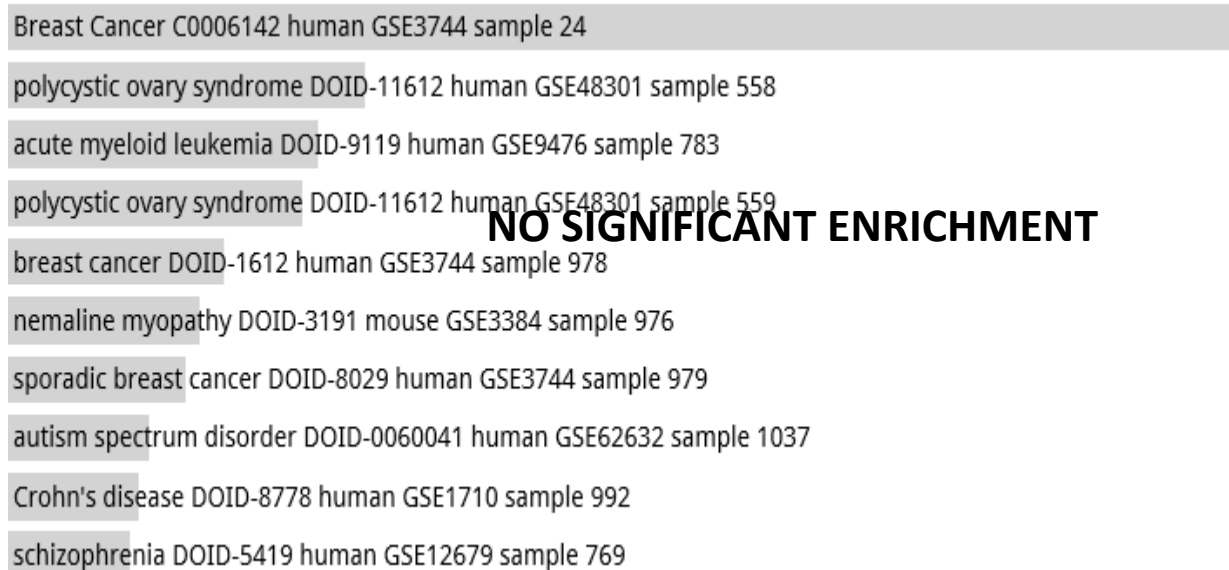 Breast Cancer C0006142 human GSE3744 sample 24
polycystic ovary syndrome DOID-11612 human GSE48301 sample 558
acute myeloid leukemia DOID-9119 human GSE9476 sample 783
polycystic ovary syndrome DOID-11612 human GSE48301 sample 559
NO SIGNIFICANT ENRICHMENT
breast cancer DOID-1612 human GSE3744 sample 978
nemaline myopathy DOID-3191 mouse GSE3384 sample 976
sporadic breast cancer DOID-8029 human GSE3744 sample 979
autism spectrum disorder DOID-0060041 human GSE62632 sample 1037
Crohn's disease DOID-8778 human GSE1710 sample 992
schizophrenia DOID-5419 human GSE12679 sample 769